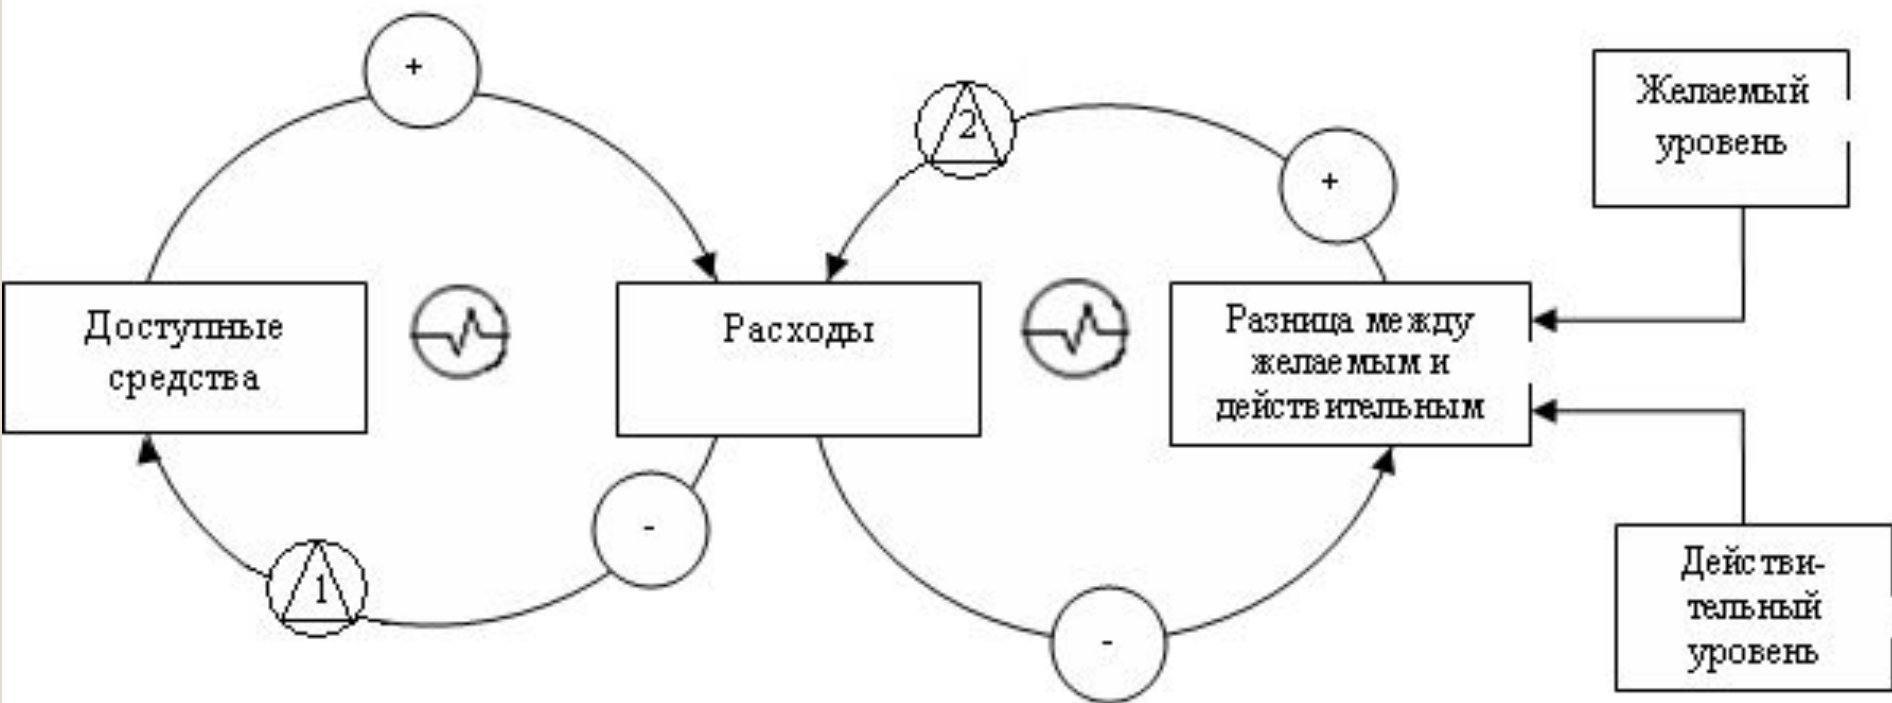 +
2
+
Желаемый
уровень
Доступные
средства
Расходы
Разница между
желаемым и
действительным
-
1
-
Действи-
тельный
уровень